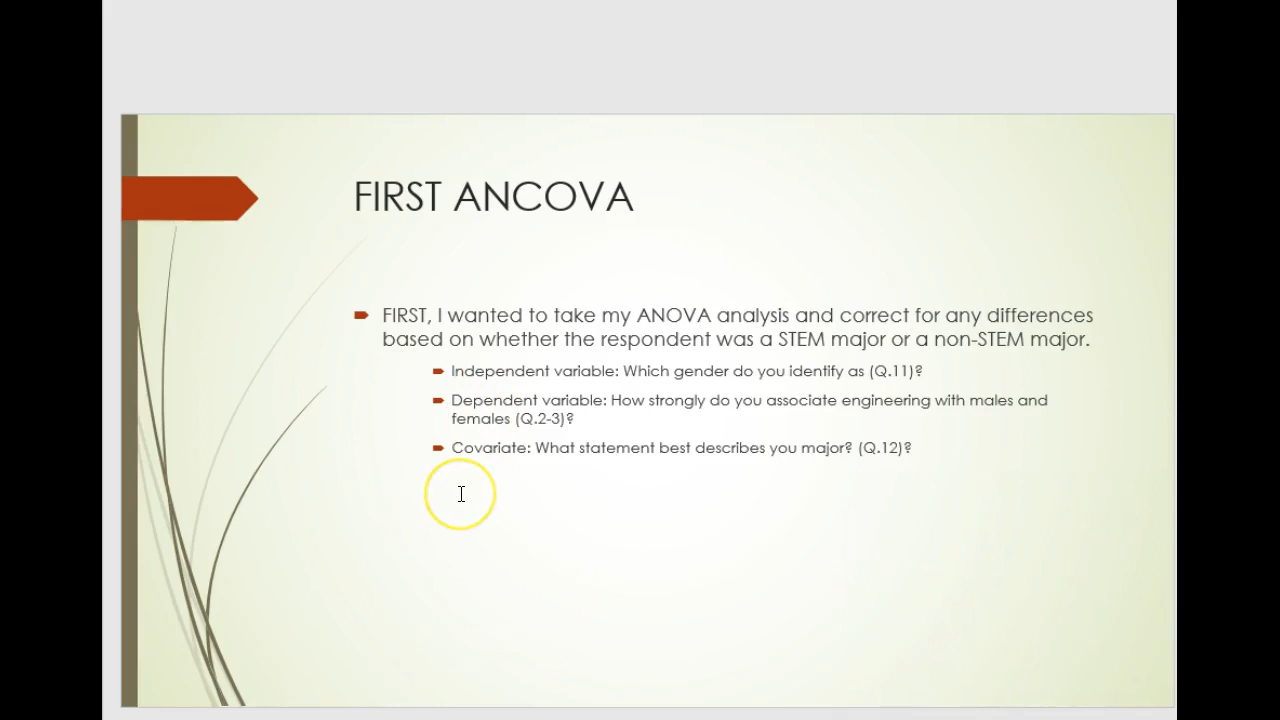 FIRST ANCOVA
FIRST, I wanted to take my ANOVA analysis and correct for any differences
based on whether the respondent was a STEM major or a non-STEM major.
Independent variable: Which gender do you identify as (Q.11)?
Dependent variable: How strongly do you associate engineering with males and
females (Q.2-3)?
Covariate: What statement best describes you major? (Q.12)?